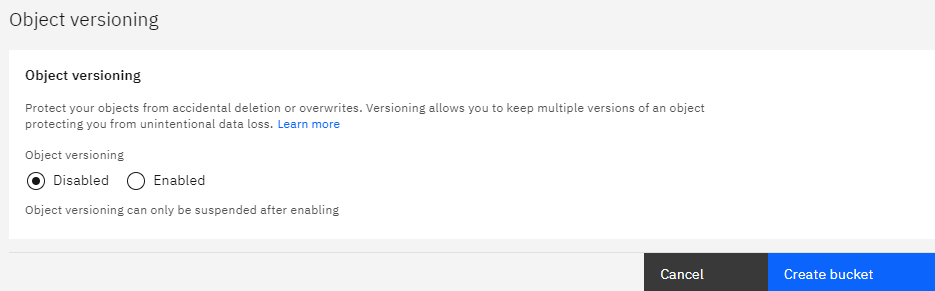 Object versioning
Object versioning
Protect your objects from accidental deletion or overwrites. Versioning allows you to keep multiple versions of an object
protecting you from unintentional data loss. Learn more
Object versioning
Disabled Enabled
Object versioning can only be suspended after enabling
Cancel Create bucket